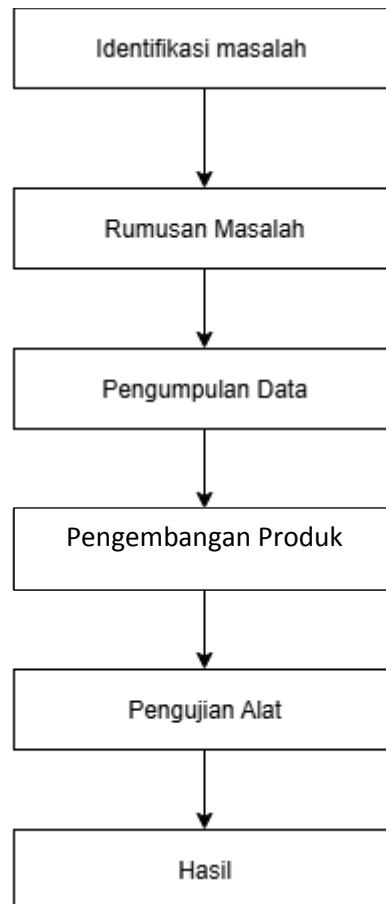 Identifikasi masalah
Rumusan Masalah
Pengumpulan Data
Pengembangan Produk
Pengujian Alat
Hasil